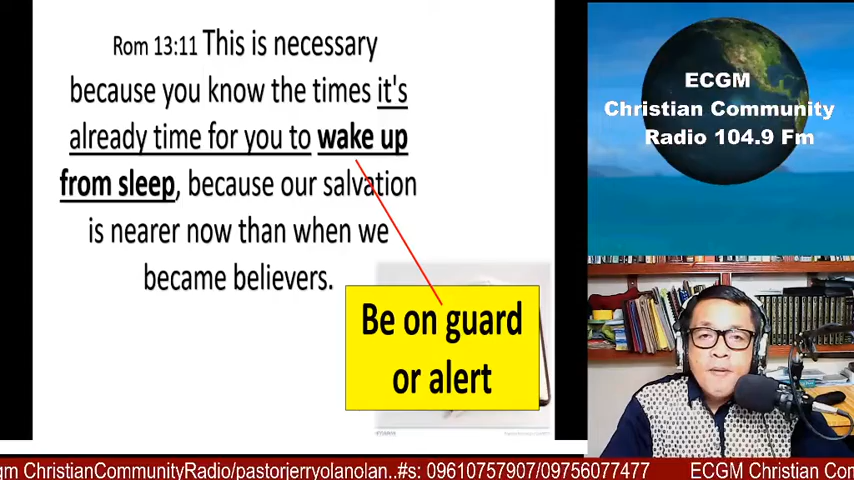 Rom 13:11 This is necessary
because you know the times it's
already time for you to wake up
from sleep, because our salvation
is nearer now than when we
became believers.
Be on guard
or alert
ECGM
Christian Community
Radio 104.9 Fm
gm ChristianCommunityRadio/pastorjerryolanolan..#s: 09610757907/09756077477 ECGM Christian Com